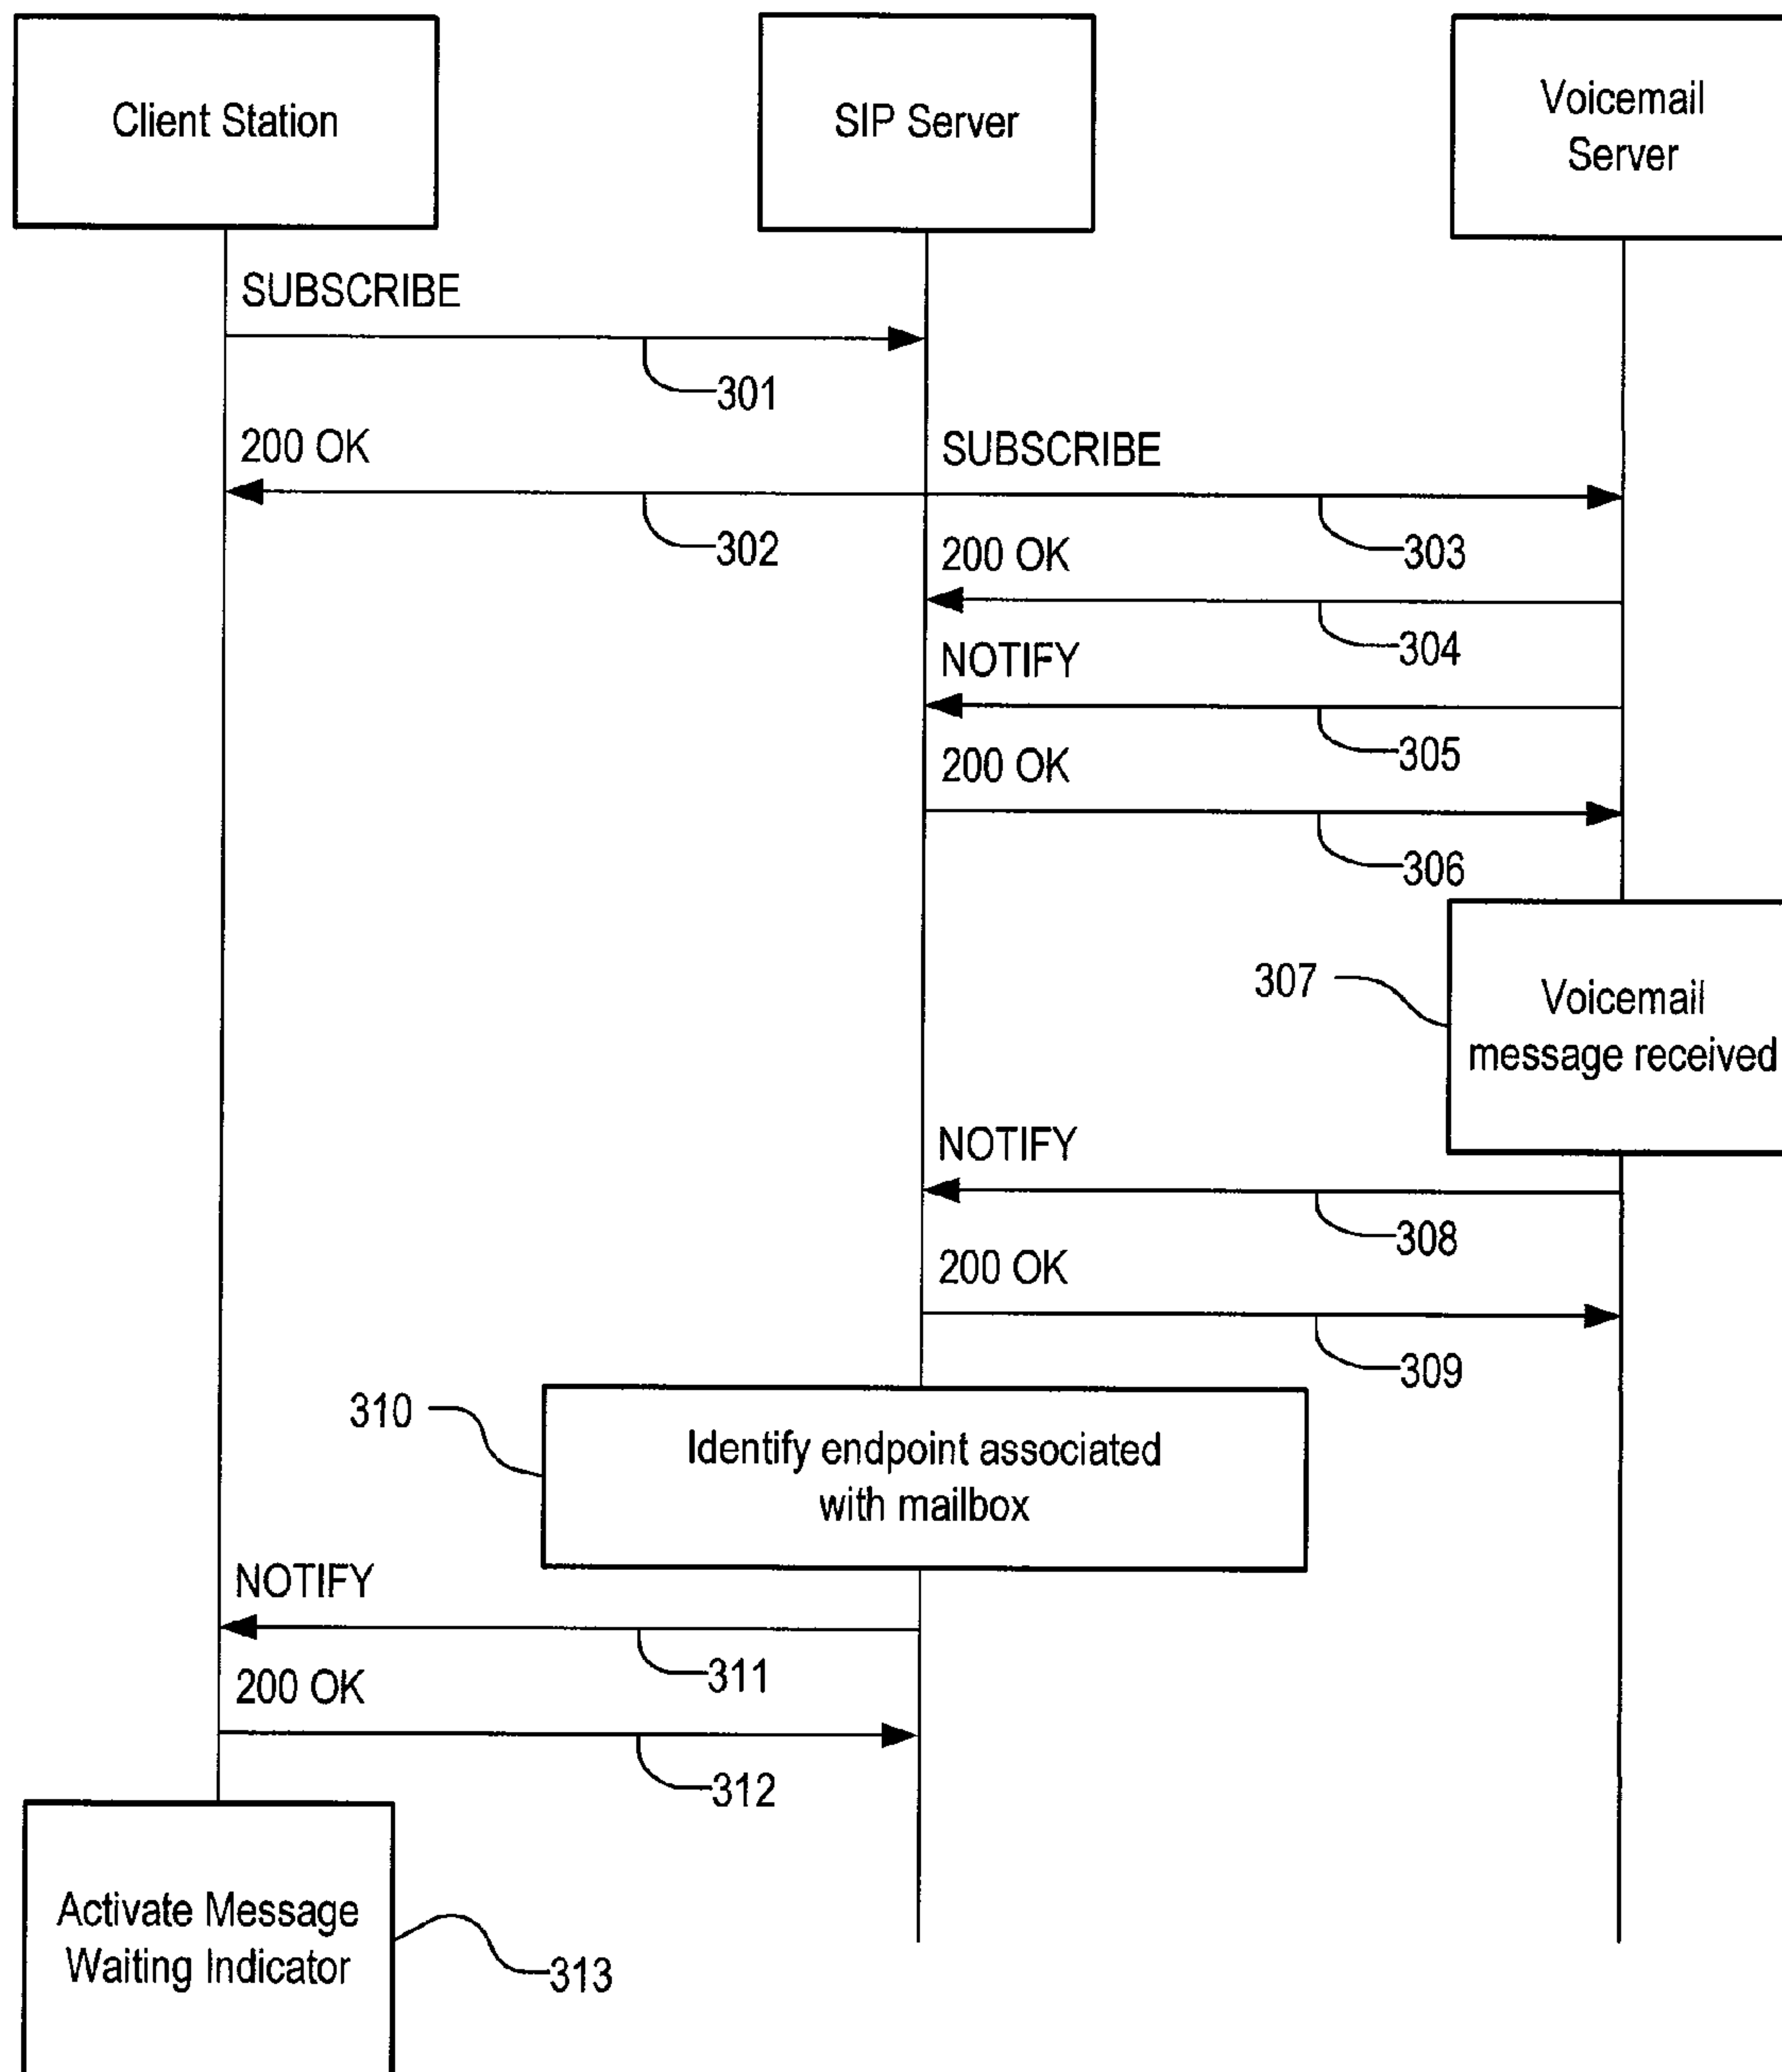 Client Station
SIP Server
Voicemail
Server
SUBSCRIBE
301
200 OK
SUBSCRIBE
302
303
200 OK
304
NOTIFY
305
200 OK
306
307
Voicemail
message received
NOTIFY
308
200 OK
309
310
Identify endpoint associated
with mailbox
NOTIFY
311
200 OK
312
Activate Message
Waiting Indicator
313